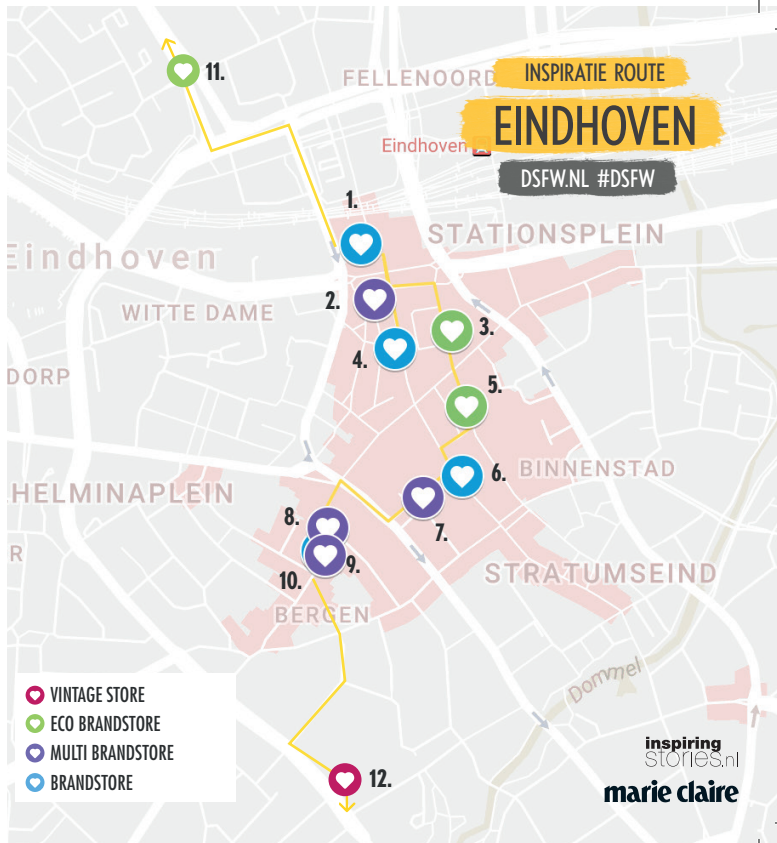 11.
FELLENOORD
INSPIRATIE ROUTE
EINDHOVEN
Eindhoven
DSFW.NL #DSFW
1.
STATIONSPLEIN
Eindhoven
2.
WITTE DAME
3.
4.
DORP
5.
6.
BINNENSTAD
HELMINAPLEIN
7.
8.
9.
10.
R
STRATUMSEIND
BERGEN
Dommel
VINTAGE STORE
ECO BRANDSTORE
MULTI BRANDSTORE
BRANDSTORE
12.
inspiring
stories.nl
marie claire